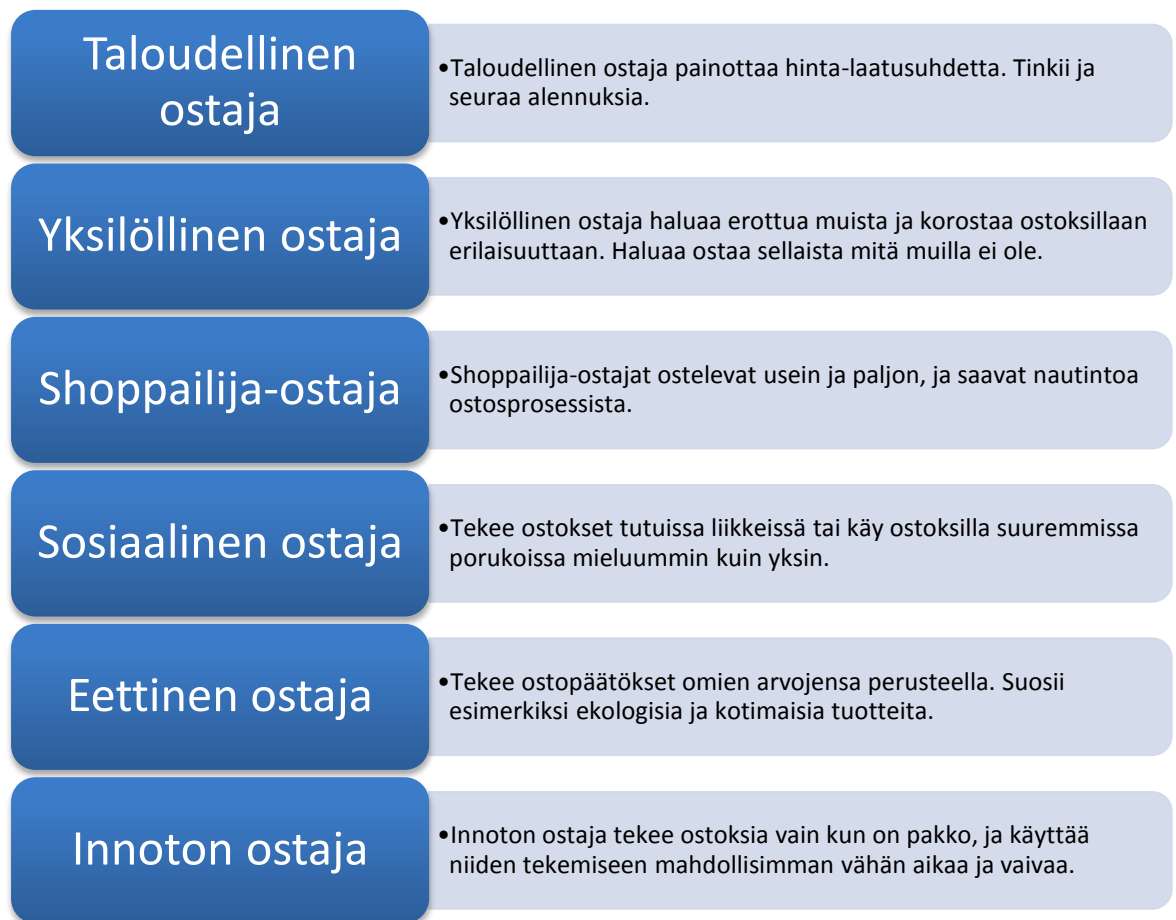 Taloudellinen
ostaja
•Taloudellinen ostaja painottaa hinta-laatusuhdetta. Tinkii ja
seuraa alennuksia.
Yksilöllinen ostaja
•Yksilöllinen ostaja haluaa erottua muista ja korostaa ostoksillaan
erilaisuuttaan. Haluaa ostaa sellaista mitä muilla ei ole.
Shoppailija-ostaja
•Shoppailija-ostajat ostelevat usein ja paljon, ja saavat nautintoa
ostosprosessista.
Sosiaalinen ostaja
•Tekee ostokset tutuissa liikkeissä tai käy ostoksilla suuremmissa
porukoissa mieluummin kuin yksin.
Eettinen ostaja
•Tekee ostopäätökset omien arvojensa perusteella. Suosii
esimerkiksi ekologisia ja kotimaisia tuotteita.
Innoton ostaja
•Innoton ostaja tekee ostoksia vain kun on pakko, ja käyttää
niiden tekemiseen mahdollisimman vähän aikaa ja vaivaa.